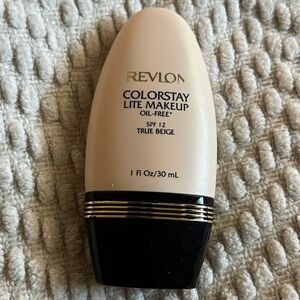 REVLON
COLORSTAY
LITE MAKEUP
OIL-FREE*
SPF 12
TRUE BEIGE
1 Fl Oz/30 mL